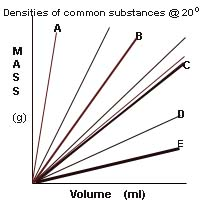 Densities of common substances @ 20°
A
B
C
D
E
M
A
S
S
(g)
Volume (ml)